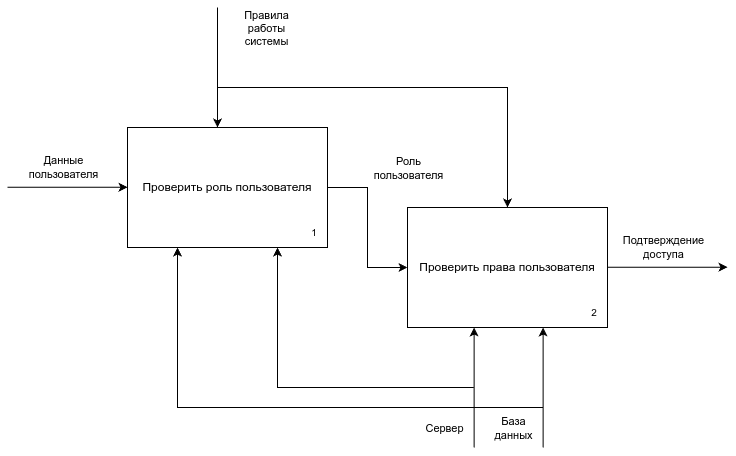 Правила
работы
системы
Данные
пользователя
Проверить роль пользователя
1
Роль
пользователя
Проверить права пользователя
2
Подтверждение
доступа
Сервер
База
данных